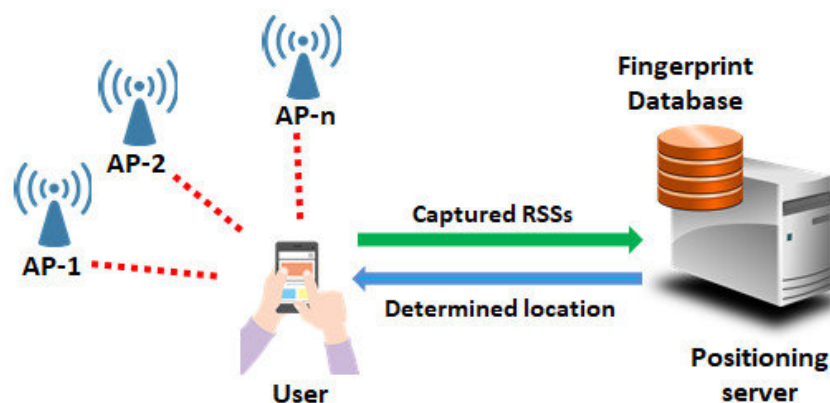 AP-n
AP-2
AP-1
Fingerprint
Database
Captured RSSs
Determined location
User
Positioning
server